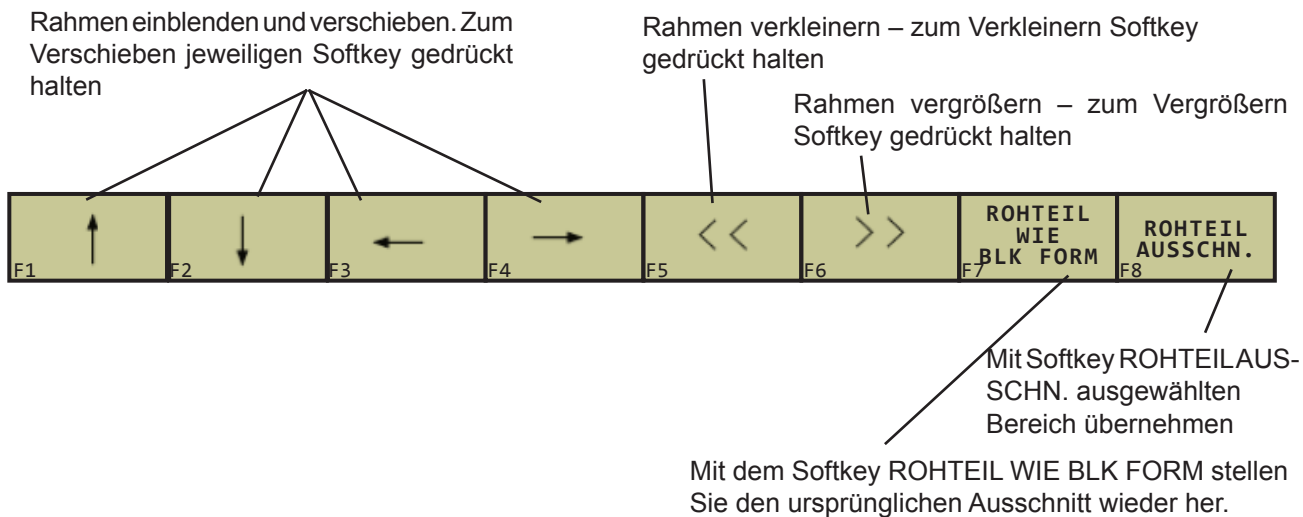 Rahmen einblenden und verschieben. Zum
Verschieben jeweiligen Softkey gedrückt
halten
Rahmen verkleinern – zum Verkleinern Softkey
gedrückt halten
Rahmen vergrößern – zum Vergrößern
Softkey gedrückt halten
F1
F2
F3
F4
F5
F6
ROHTEIL
WIE
BLK FORM
F7
ROHTEIL
AUSSCHN.
F8
Mit Softkey ROHTEILAUS-
SCHN. ausgewählten
Bereich übernehmen
Mit dem Softkey ROHTEIL WIE BLK FORM stellen
Sie den ursprünglichen Ausschnitt wieder her.